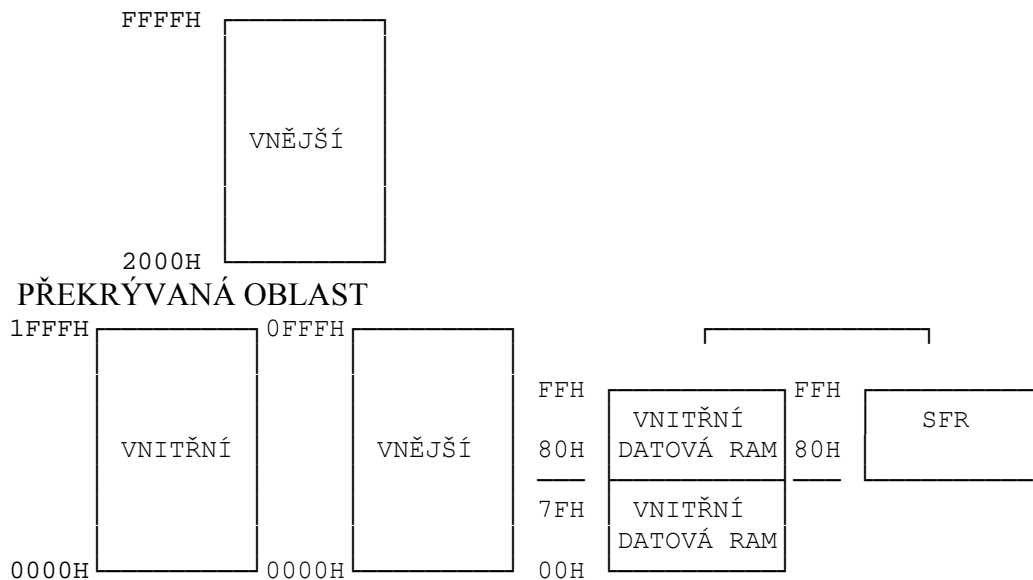 FFFFH
VNĚJŠÍ
2000H
PŘEKRÝVANÁ OBLAST
1FFFH 0FFFH
FFH FFH
VNITŘNÍ SFR
VNITŘNÍ VNĚJŠÍ 80H DATOVÁ RAM 80H
7FH VNITŘNÍ
DATOVÁ RAM
0000H 0000H 00H